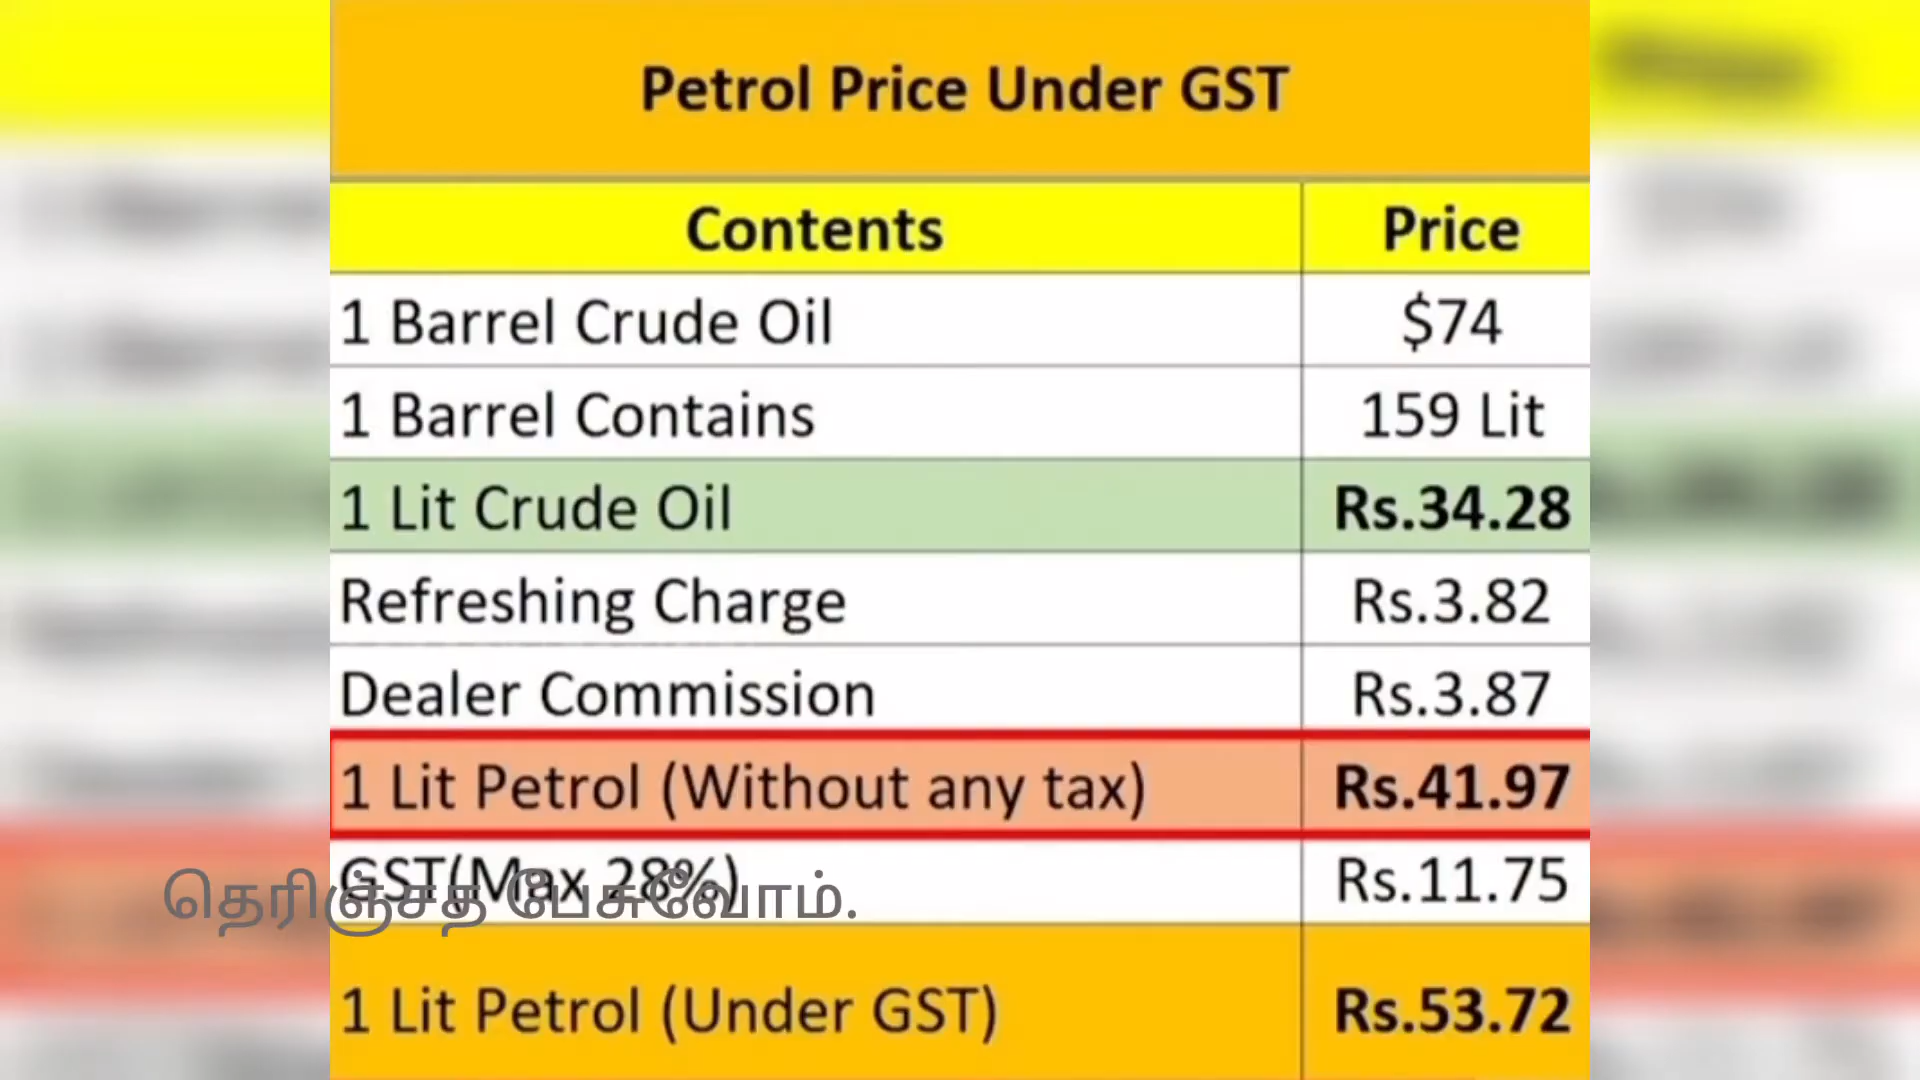 Petrol Price Under GST
Contents Price
1 Barrel Crude Oil $74
1 Barrel Contains 159 Lit
1 Lit Crude Oil Rs.34.28
Refreshing Charge Rs.3.82
Dealer Commission Rs.3.87
1 Lit Petrol (Without any tax) Rs.41.97
GST(Max 28%) Rs.11.75
தெரிஞ்சத பேசுவோம்.
1 Lit Petrol (Under GST) Rs.53.72